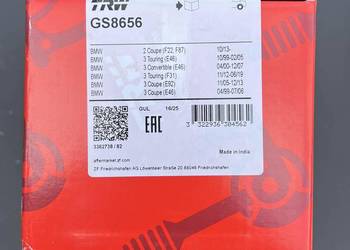 TRW
GS8656
BMW 2 Coupe (F22, F87) 10/13-
BMW 3 Touring (E46) 10/99-02/05
BMW 3 Convertible (E46) 04/00-12/07
BMW 3 Touring (F31) 11/12-06/19
BMW 3 Coupe (E92) 11/05-12/13
BMW 3 Coupe (E46) 04/99-07/06
GUL 16/25
EAC
3 322936 384562
3382738 / 82
aftermarket.zf.com
ZF Friedrichshafen AG Löwentaler Straße 20 88046 Friedrichshafen
Made in India